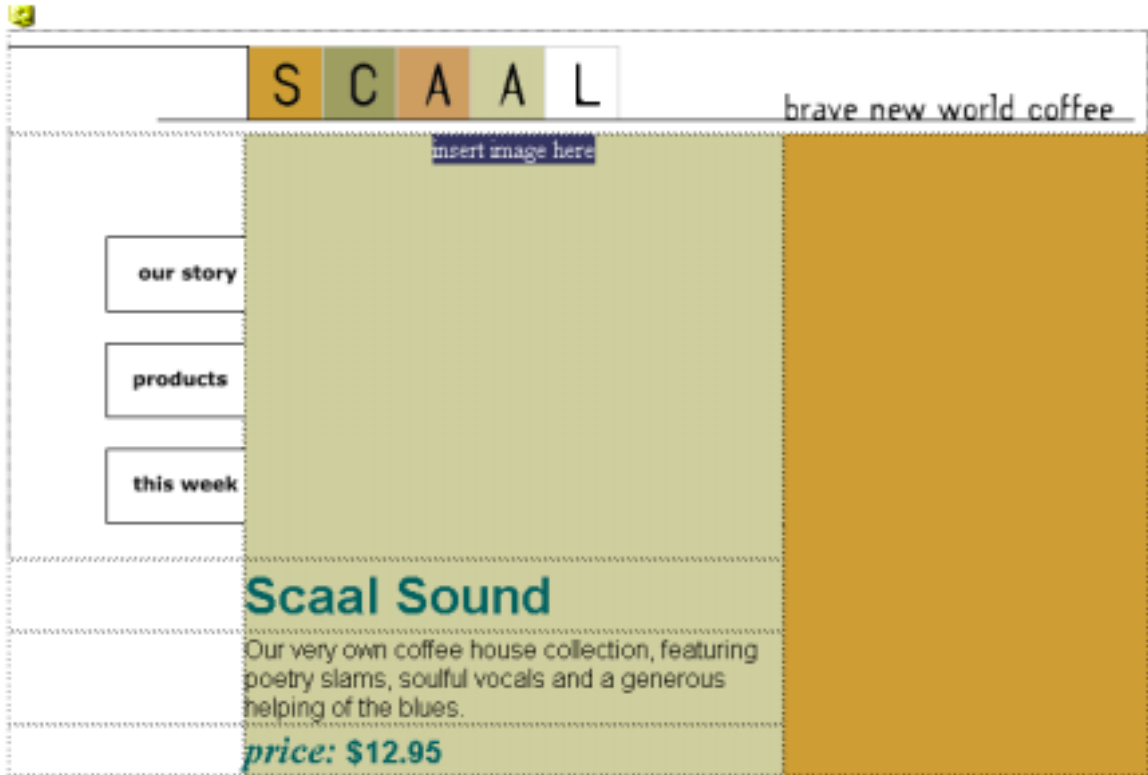 SCAAL
brave new world coffee
insert image here
our story
products
this week
Scaal Sound
Our very own coffee house collection, featuring
poetry slams, soulful vocals and a generous
helping of the blues.
price: $12.95